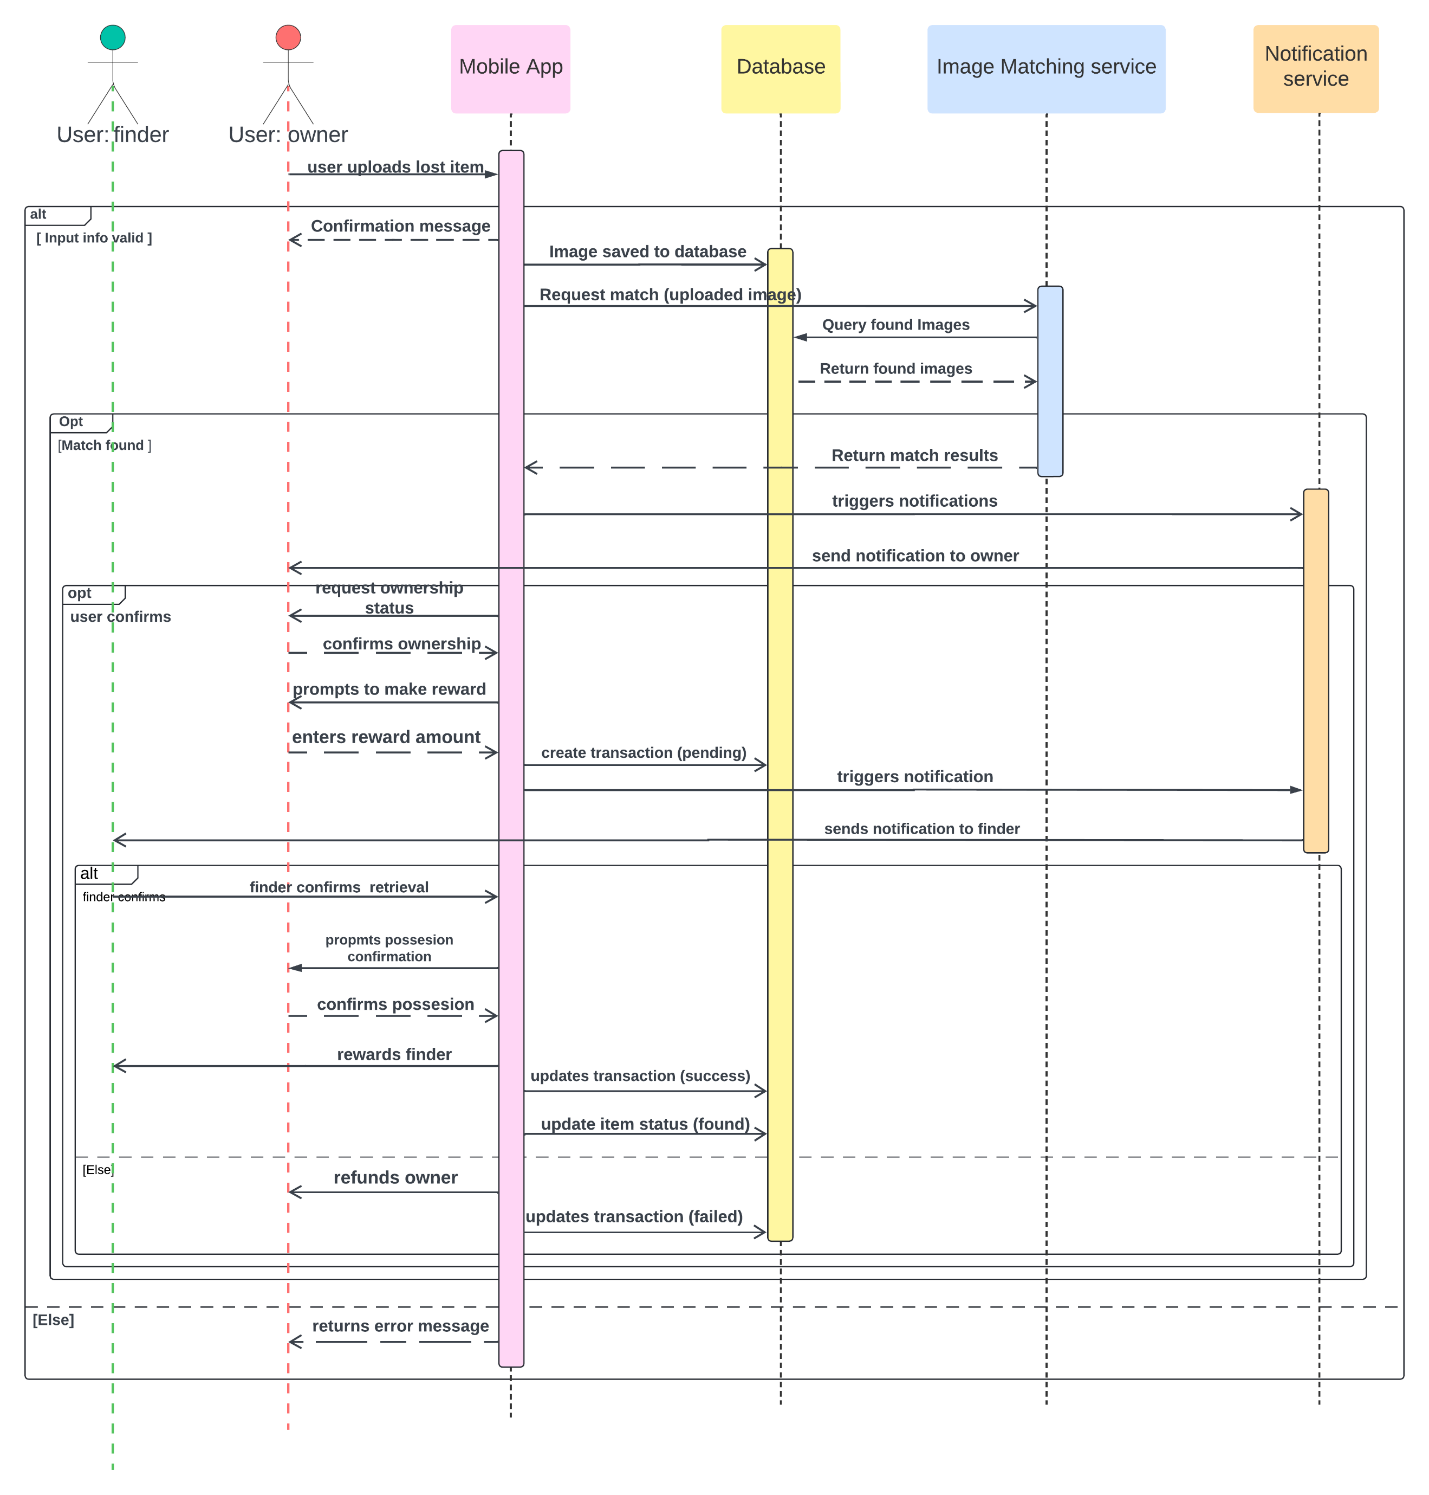 User: finder
User: owner
Mobile App
Database
Image Matching service
Notification
service
user uploads lost item
alt
[ Input info valid ]
Confirmation message
Image saved to database
Request match (uploaded image)
Query found Images
Return found images
Opt
[Match found ]
Return match results
triggers notifications
send notification to owner
opt
user confirms
request ownership
status
confirms ownership
prompts to make reward
enters reward amount
create transaction (pending)
triggers notification
sends notification to finder
alt
finder confirms
finder confirms  retrieval
propmts possesion
confirmation
confirms possesion
rewards finder
updates transaction (success)
update item status (found)
[Else]
refunds owner
updates transaction (failed)
[Else]
returns error message